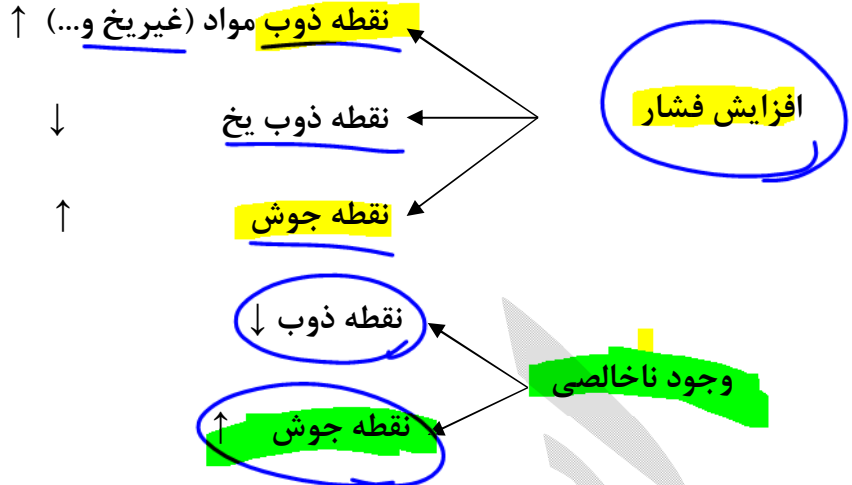 نقطه ذوب مواد (غیریخ و...) ↑
افزایش فشار
نقطه ذوب یخ ↓
نقطه جوش ↑
نقطه ذوب ↓
وجود ناخالصی
نقطه جوش ↑